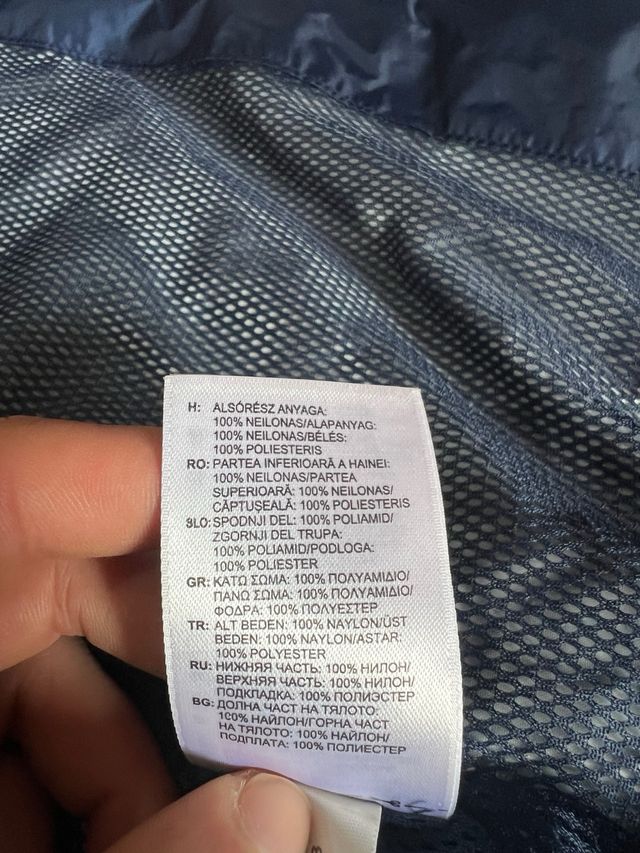 H: ALSÓRÉSZ ANYAGA:
100% NEILONAS/ALAPANYAG:
100% NEILONAS/BÉLÉS:
100% POLIESTERIS
RO: PARTEA INFERIOARĂ A HAINEI:
100% NEILONAS/PARTEA
SUPERIOARĂ: 100% NEILONAS/
CĂPTUŞEALĂ: 100% POLIESTERIS
SLO: SPODNJI DEL: 100% POLIAMID/
ZGORNJI DEL TRUPA:
100% POLIAMID/PODLOGA:
100% POLIESTER
GR: ΚΑΤΩ ΣΩΜΑ: 100% ΠΟΛΥΑΜΙΔΙΟ/
ΠΑΝΩ ΣΩΜΑ: 100% ΠΟΛΥΑΜΙΔΙΟ/
ΦΟΔΡΑ: 100% ΠΟΛΥΕΣΤΕΡ
TR: ALT BEDEN: 100% NAYLON/ÜST
BEDEN: 100% NAYLON/ASTAR:
100% POLYESTER
RU: НИЖНЯЯ ЧАСТЬ: 100% НИЛОН/
ВЕРХНЯЯ ЧАСТЬ: 100% НИЛОН/
ПОДКЛАДКА: 100% ПОЛИЭСТЕР
BG: ДОЛНА ЧАСТ НА ТЯЛОТО:
100% НАЙЛОН/ГОРНА ЧАСТ
НА ТЯЛОТО: 100% НАЙЛОН/
ПОДПЛАТА: 100% ПОЛИЕСТЕР